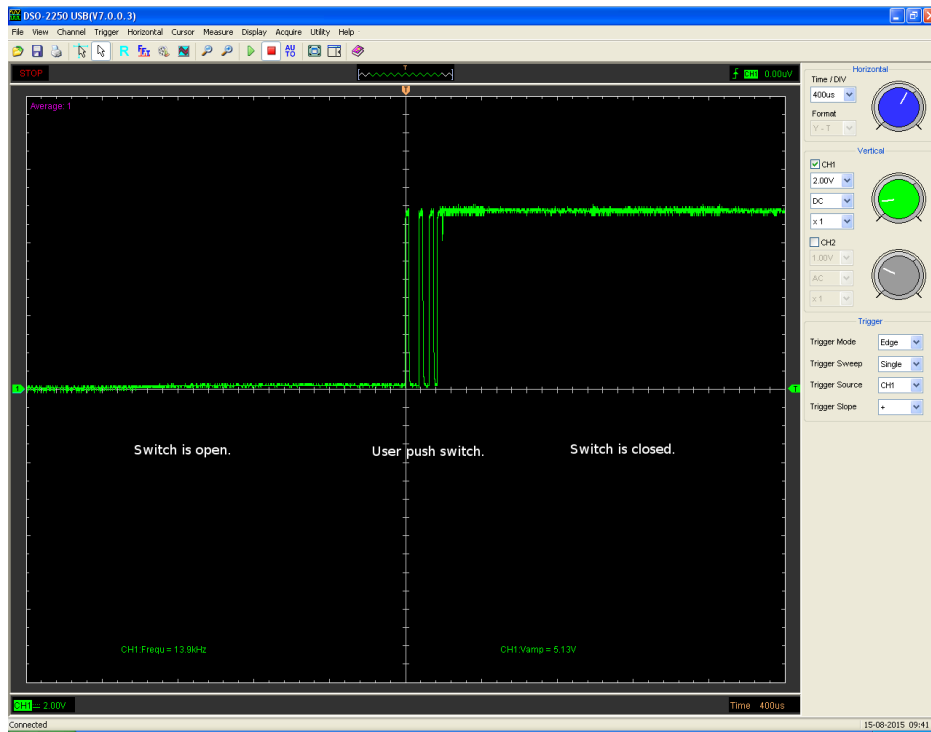 DSO-2250 USB(V7.0.0.3)
File View Channel Trigger Horizontal Cursor Measure Display Acquire Utility Help
R FFT AU TO
STOP
T
CH1 0.00uV
T
Average: 1
1
T
Switch is open.
User push switch.
Switch is closed.
CH1:Frequ = 13.9kHz
CH1:Vamp = 5.13V
CH1 2.00V
Time 400us
Horizontal
Time / DIV
400us
Format
Y - T
Vertical
CH1
2.00V
DC
x 1
CH2
1.00V
AC
x 1
Trigger
Trigger Mode Edge
Trigger Sweep Single
Trigger Source CH1
Trigger Slope +
Connected
15-08-2015 09:41